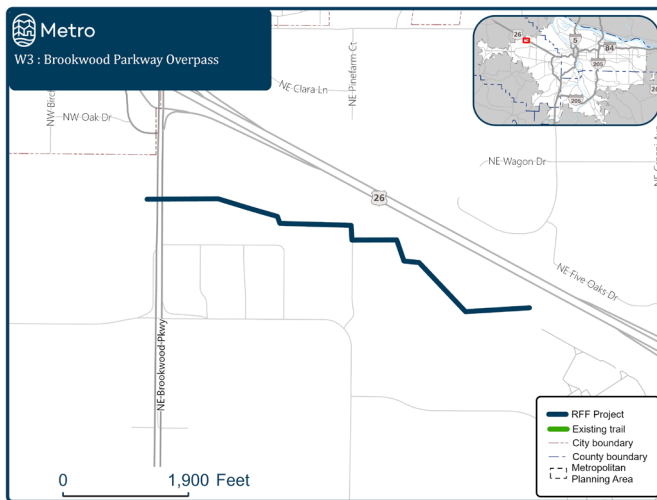 Metro
W3 : Brookwood Parkway Overpass
26
5
84
205
205
NE Clara Ln
NE Pinefarm Ct
NW Oak Dr
NE Wagon Dr
26
NE Five Oaks Dr
NE Brookwood Pkwy
RFF Project
Existing trail
City boundary
County boundary
Metropolitan
Planning Area
0 1,900 Feet